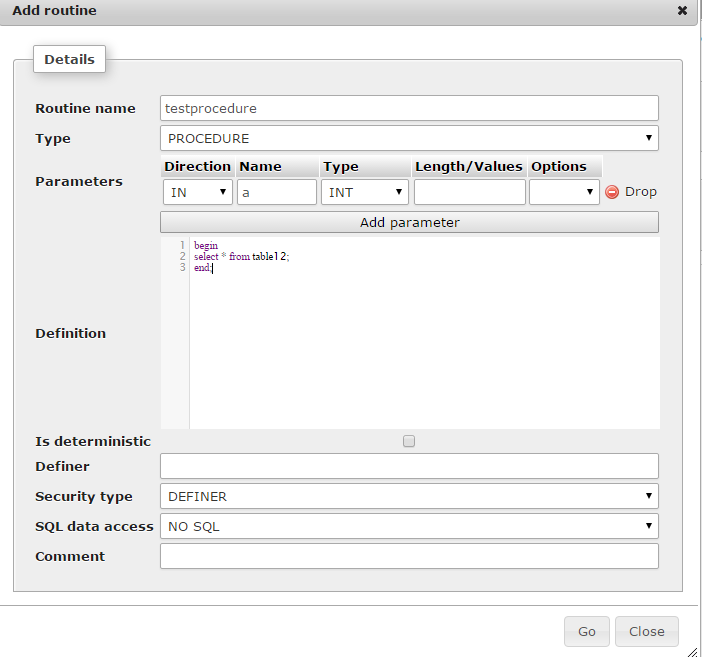 Add routine ✖
Details
Routine name testprocedure
Type PROCEDURE
Parameters
Direction Name Type Length/Values Options
IN a INT Drop
Add parameter
Definition
1 begin
2 select * from table12;
3 end;
Is deterministic
Definer
Security type DEFINER
SQL data access NO SQL
Comment
Go Close